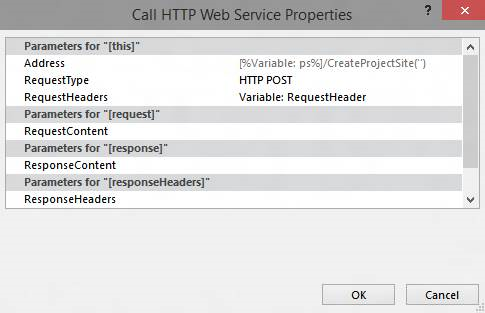 Call HTTP Web Service Properties
?
Parameters for "[this]"
Address [%Variable: ps%]/CreateProjectSite('')
RequestType HTTP POST
RequestHeaders Variable: RequestHeader
Parameters for "[request]"
RequestContent
Parameters for "[response]"
ResponseContent
Parameters for "[responseHeaders]"
ResponseHeaders
OK Cancel